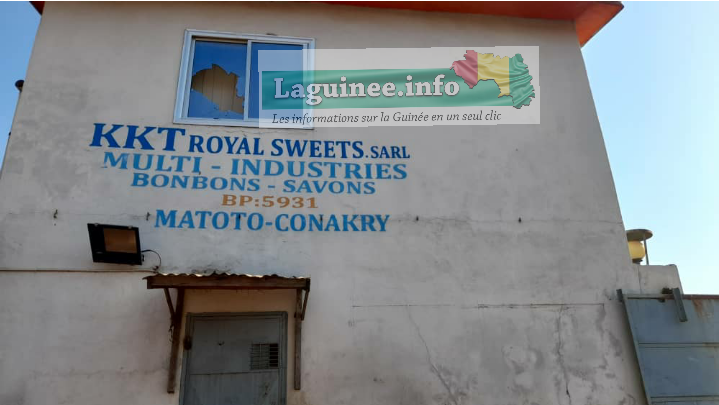 Laguinee.info
Les informations sur la Guinée en un seul clic
KKT ROYAL SWEETS.SARL
MULTI - INDUSTRIES
BONBONS - SAVONS
BP:5931
MATOTO-CONAKRY